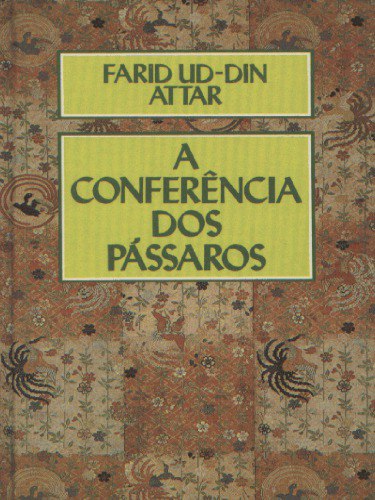 FARID UD-DIN
ATTAR
A
CONFERÊNCIA
DOS
PÁSSAROS